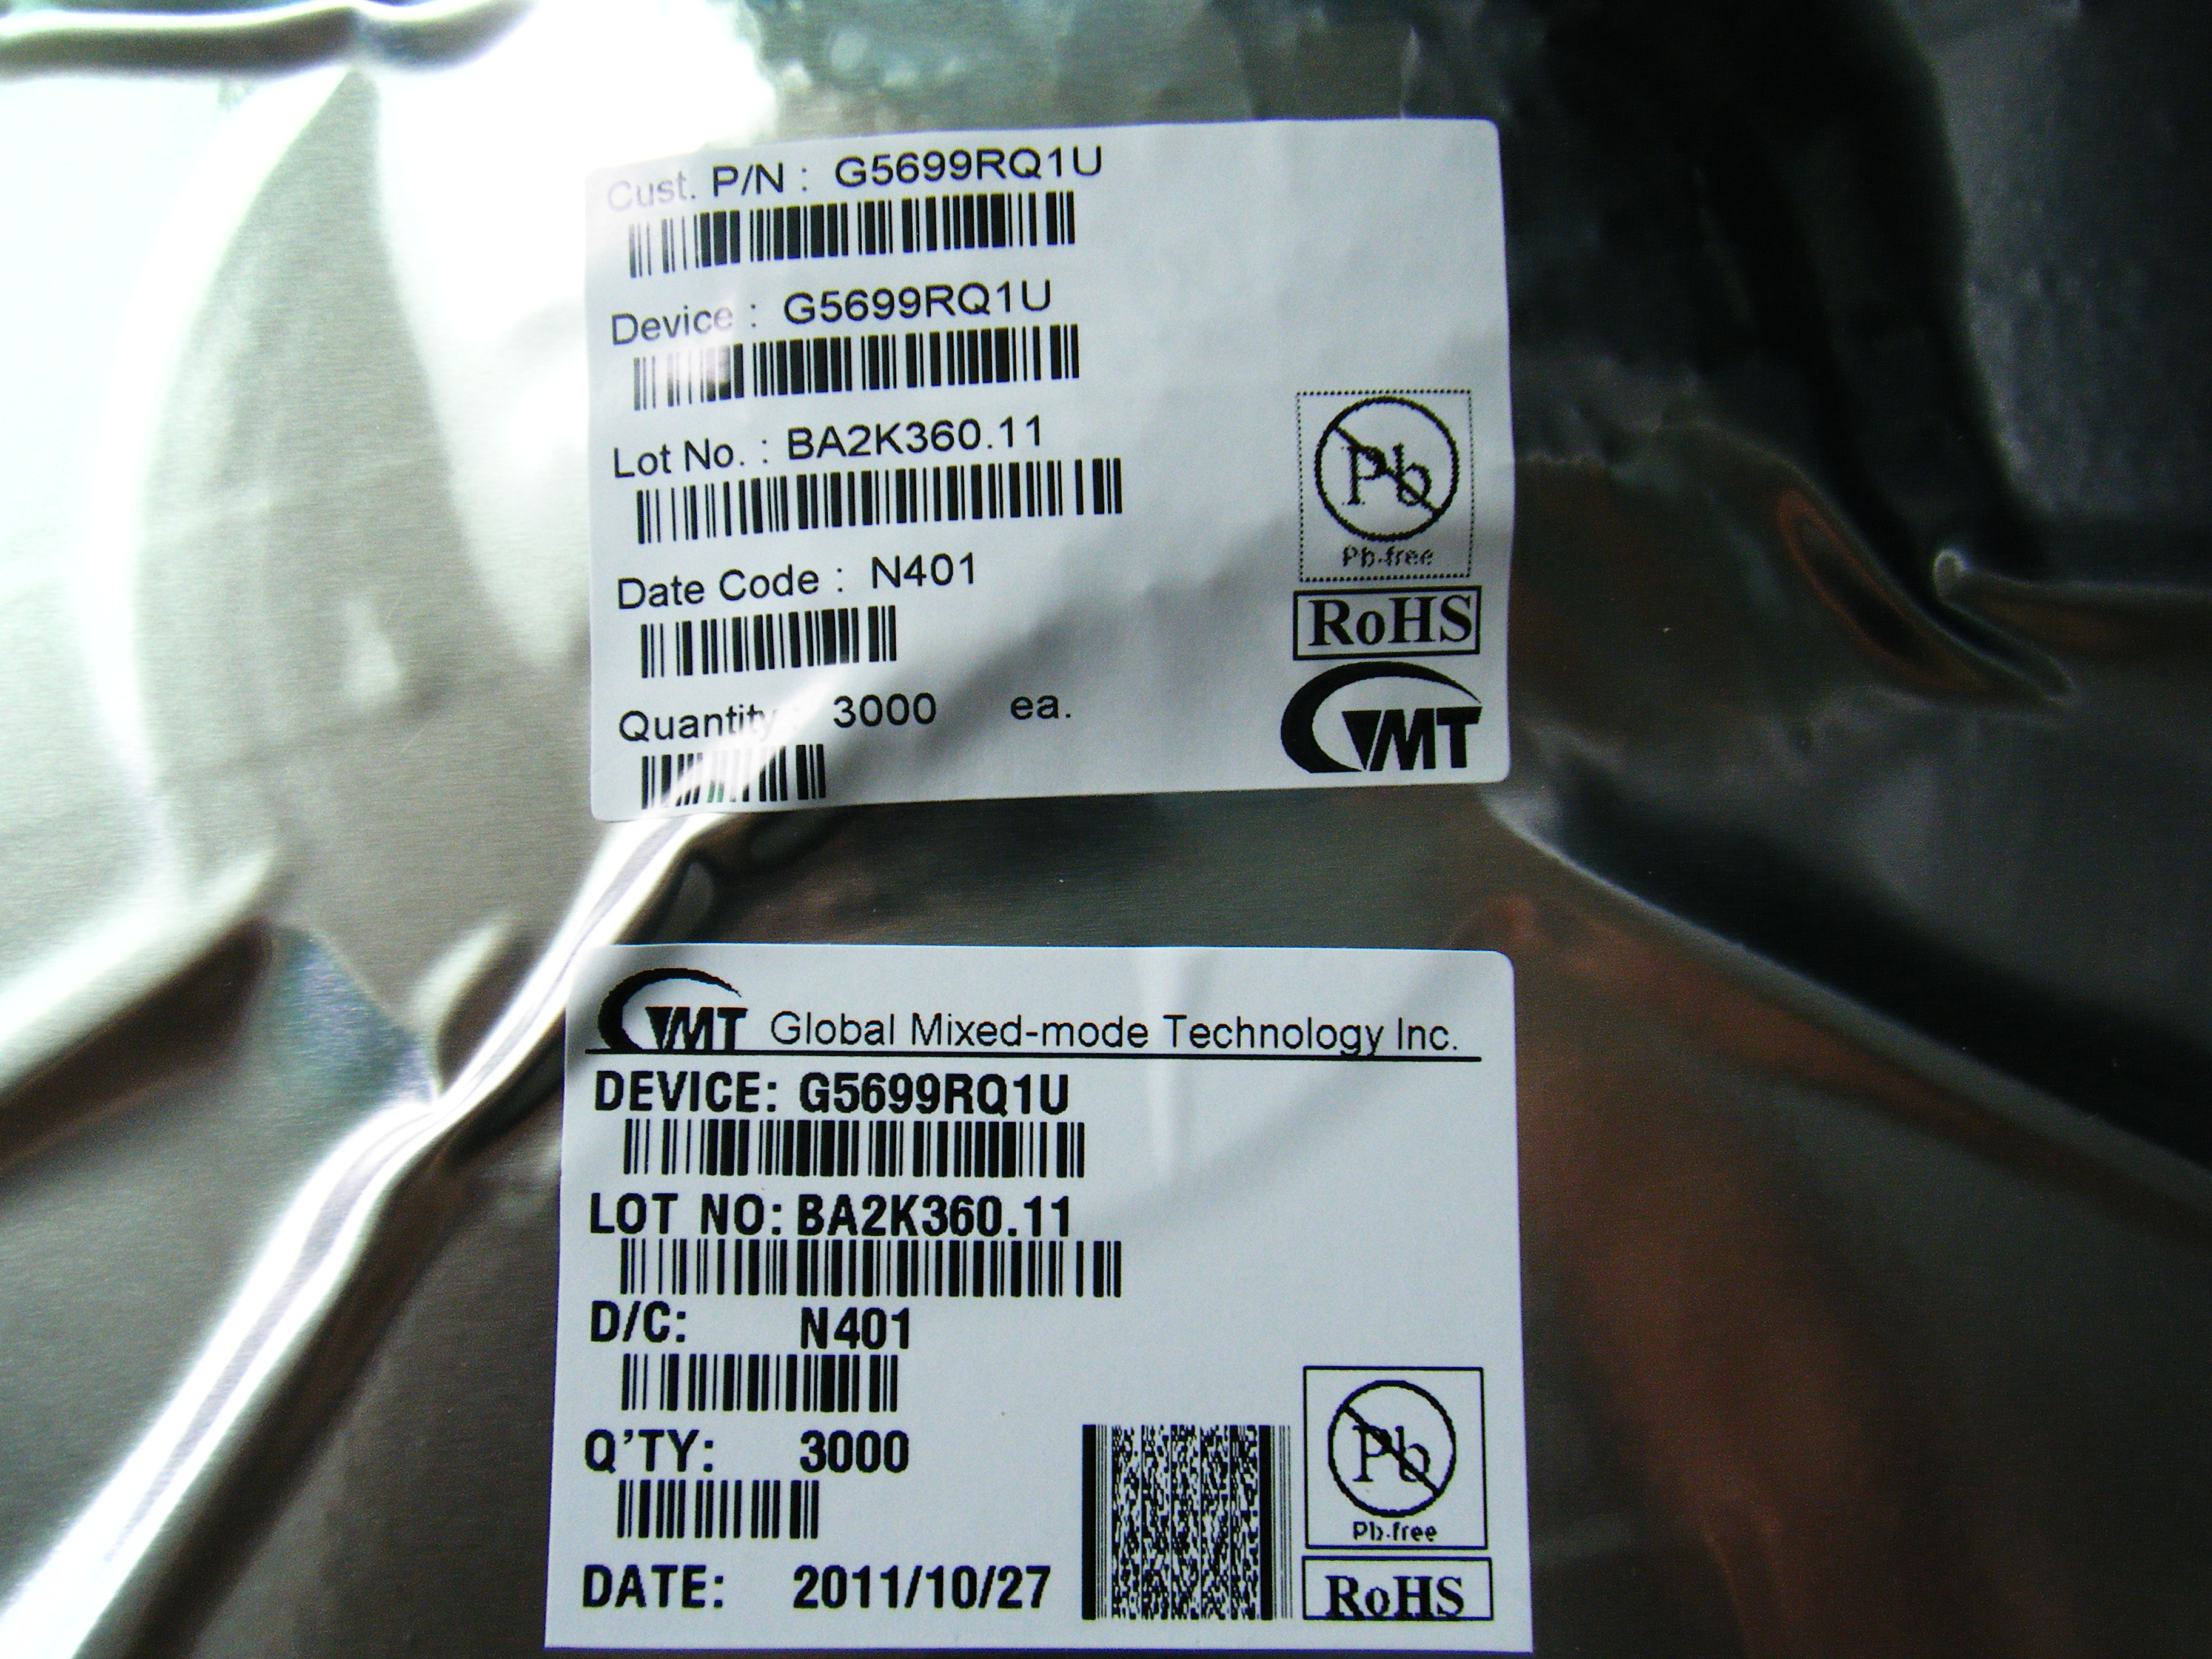 Cust. P/N : G5699RQ1U
Device : G5699RQ1U
Lot No. : BA2K360.11
Date Code : N401
Quantity : 3000 ea.
Pb
Pb-free
RoHS
GMT
GMT Global Mixed-mode Technology Inc.
DEVICE: G5699RQ1U
LOT NO: BA2K360.11
D/C: N401
Q'TY: 3000
DATE: 2011/10/27
Pb
Pb-free
RoHS